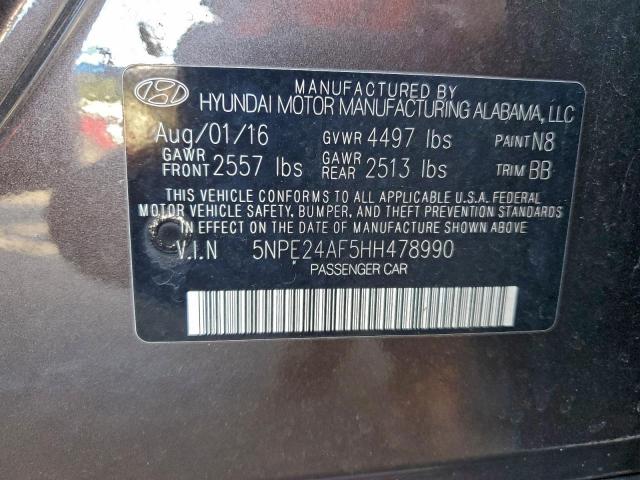 MANUFACTURED BY
HYUNDAI MOTOR MANUFACTURING ALABAMA, LLC
Aug/01/16 GVWR 4497 lbs PAINT N8
GAWR FRONT 2557 lbs GAWR REAR 2513 lbs TRIM BB
THIS VEHICLE CONFORMS TO ALL APPLICABLE U.S.A. FEDERAL
MOTOR VEHICLE SAFETY, BUMPER, AND THEFT PREVENTION STANDARDS
IN EFFECT ON THE DATE OF MANUFACTURE SHOWN ABOVE.
V.I.N 5NPE24AF5HH478990
PASSENGER CAR